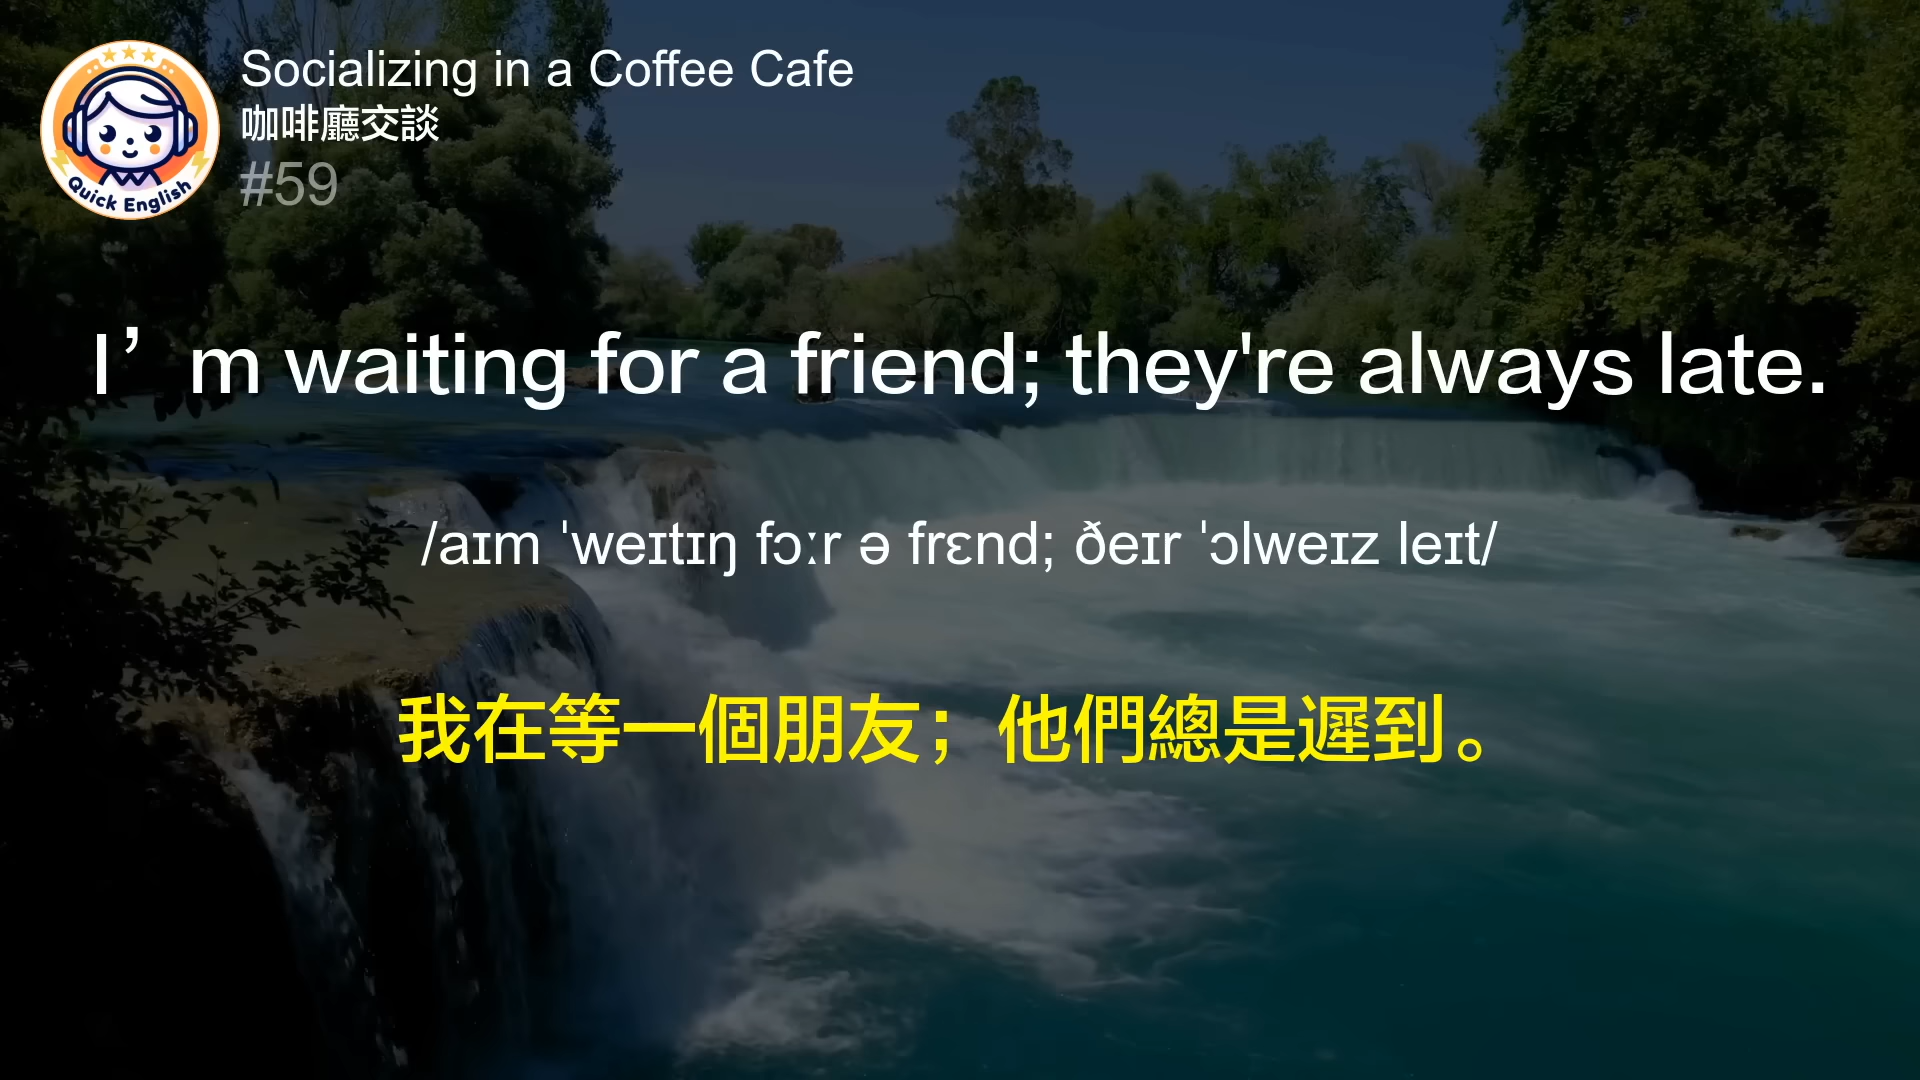 Socializing in a Coffee Cafe
咖啡廳交談
#59
Quick English
I’m waiting for a friend; they're always late.
/aɪm ˈweɪtɪŋ fɔːr ə frɛnd; ðeɪr ˈɔlweɪz leɪt/
我在等一個朋友；他們總是遲到。